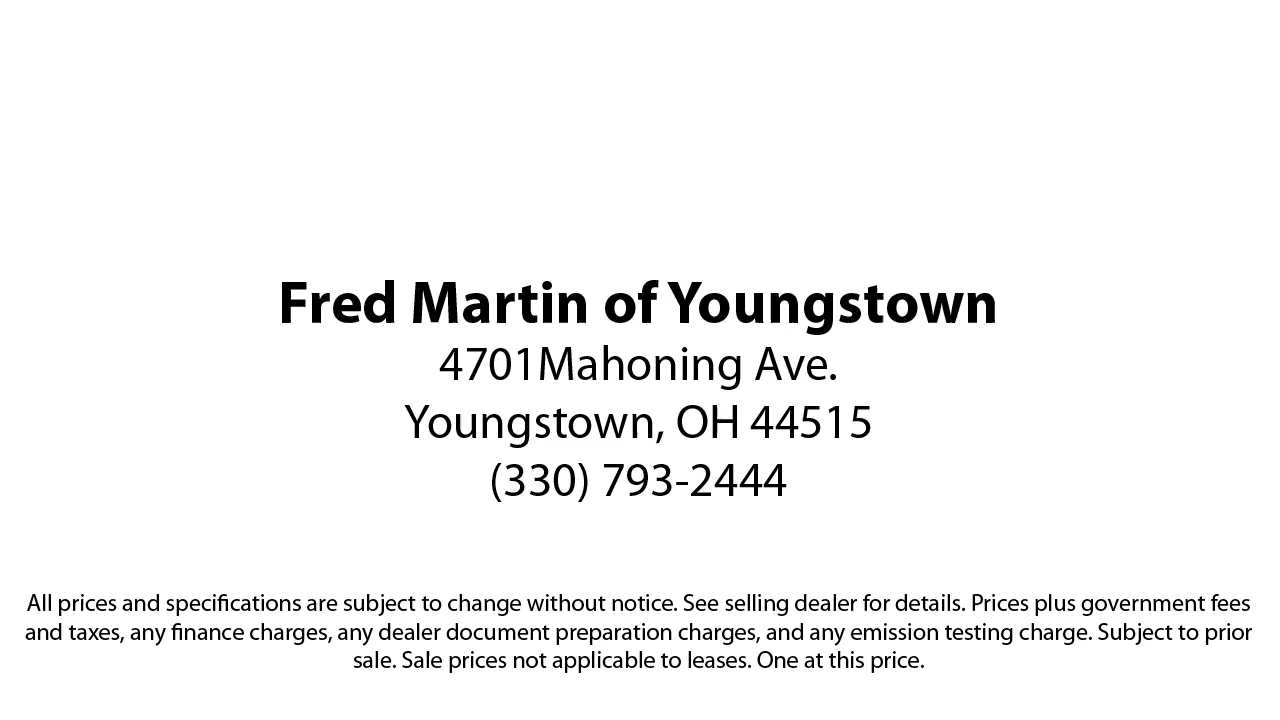 Fred Martin of Youngstown
4701Mahoning Ave.
Youngstown, OH 44515
(330) 793-2444
All prices and specifications are subject to change without notice. See selling dealer for details. Prices plus government fees
and taxes, any finance charges, any dealer document preparation charges, and any emission testing charge. Subject to prior
sale. Sale prices not applicable to leases. One at this price.